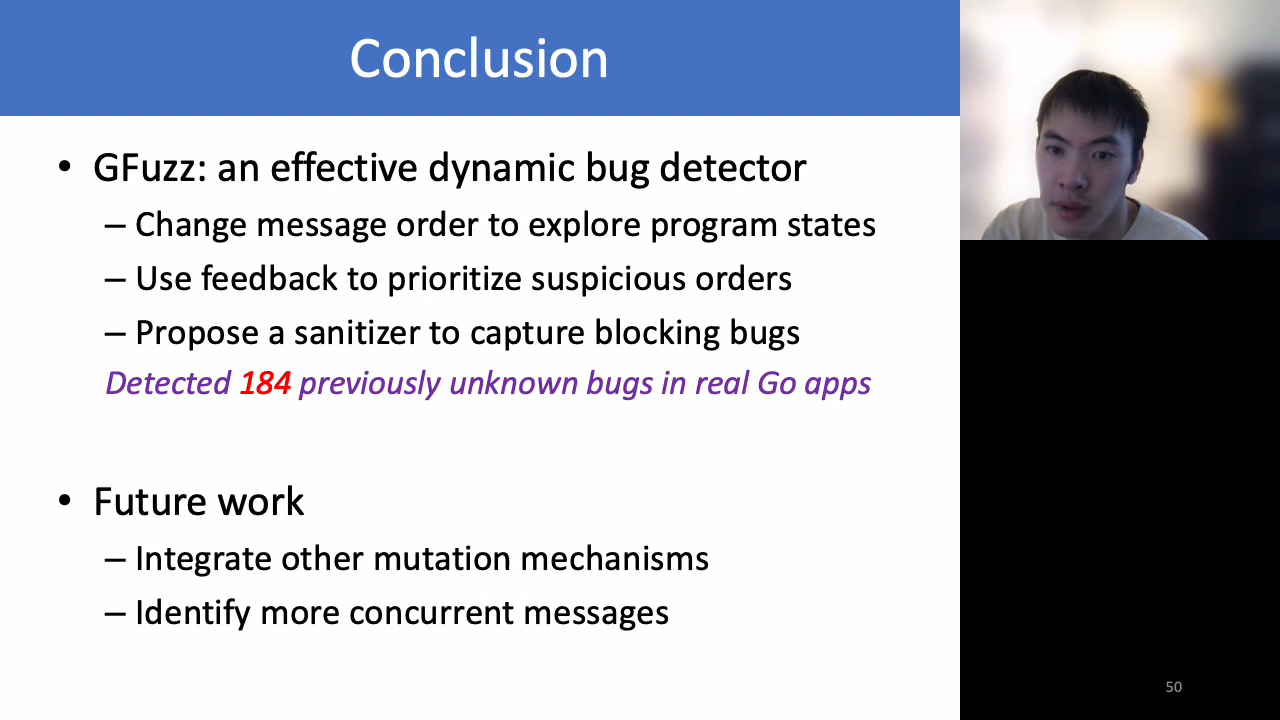 Conclusion
• GFuzz: an effective dynamic bug detector
– Change message order to explore program states
– Use feedback to prioritize suspicious orders
– Propose a sanitizer to capture blocking bugs
Detected 184 previously unknown bugs in real Go apps
• Future work
– Integrate other mutation mechanisms
– Identify more concurrent messages
50